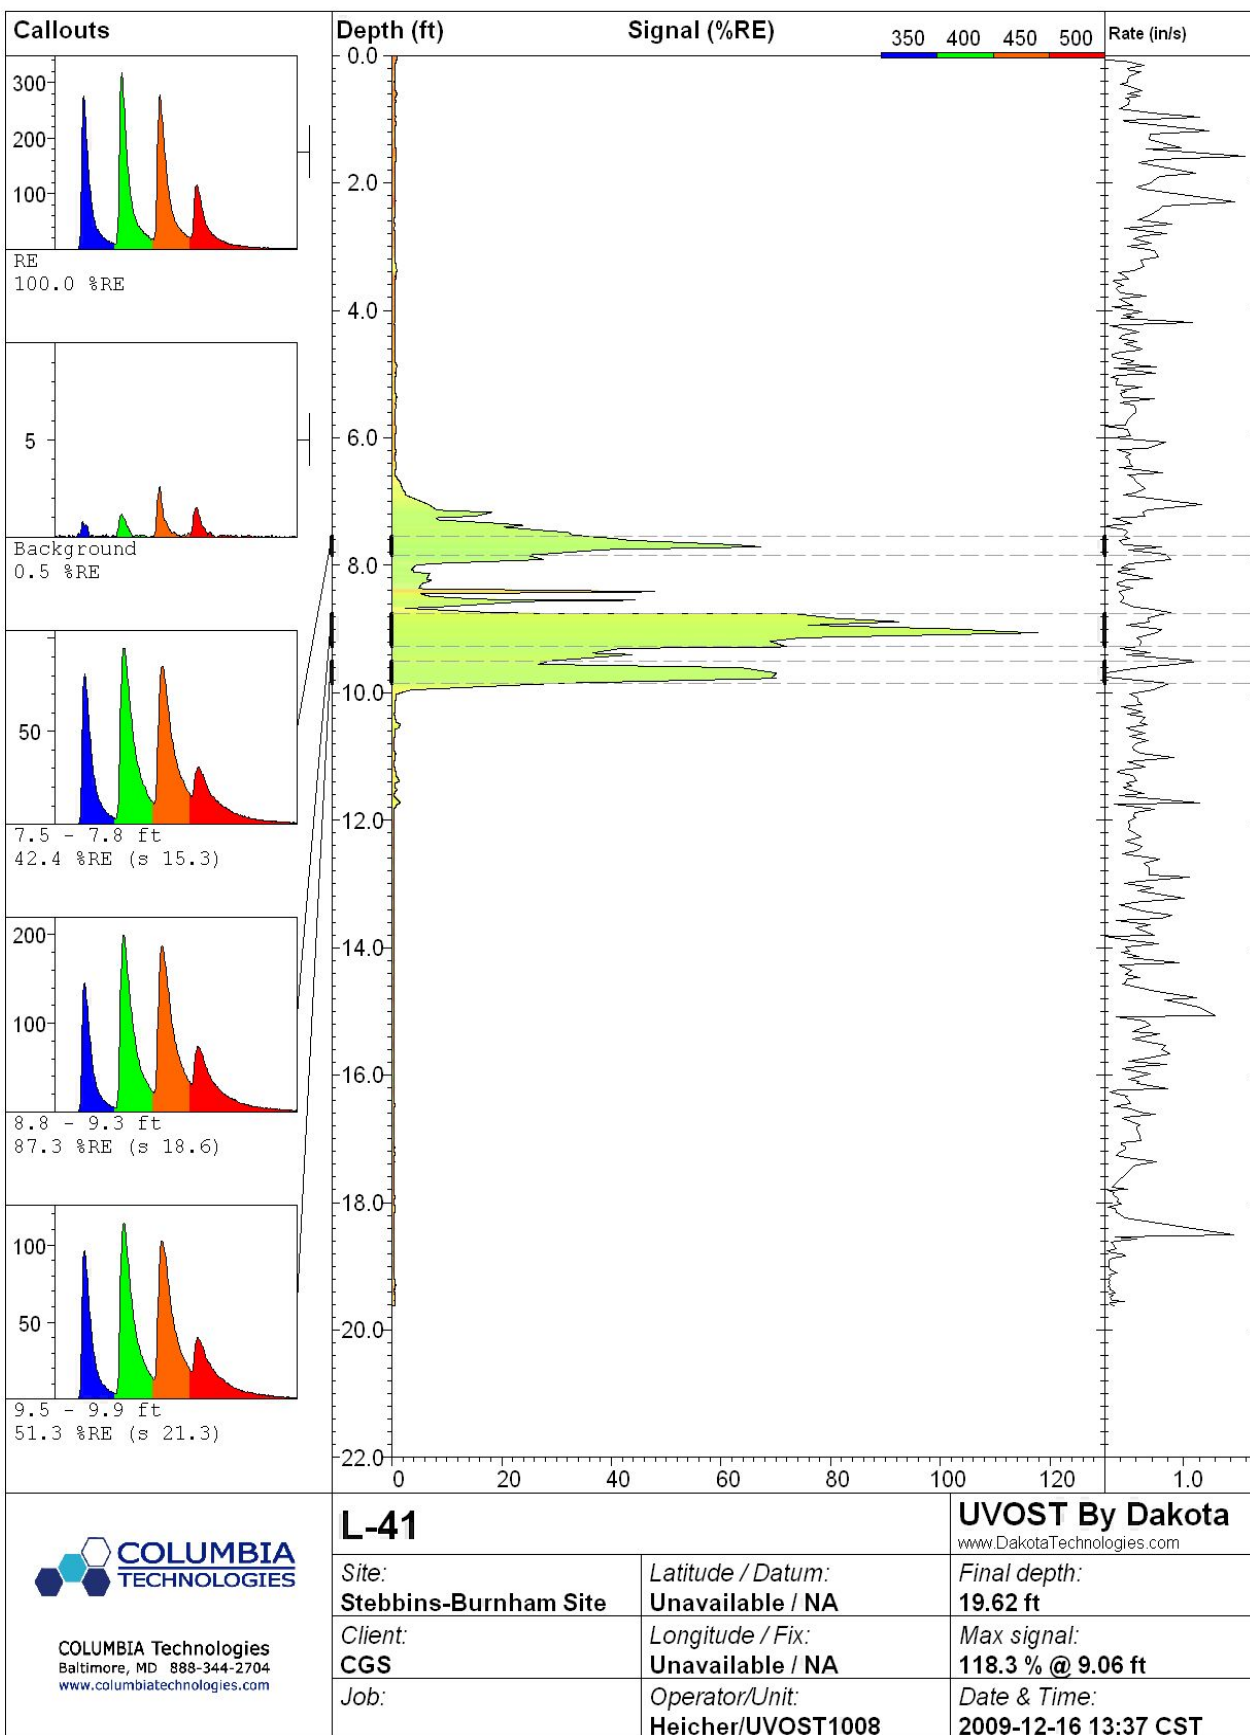 Callouts
Depth (ft)
Signal (%RE)
350 400 450 500
Rate (in/s)
300
200
100
RE
100.0 %RE
5
Background
0.5 %RE
50
7.5 - 7.8 ft
42.4 %RE (s 15.3)
200
100
8.8 - 9.3 ft
87.3 %RE (s 18.6)
100
50
9.5 - 9.9 ft
51.3 %RE (s 21.3)
0.0
2.0
4.0
6.0
8.0
10.0
12.0
14.0
16.0
18.0
20.0
22.0
0 20 40 60 80 100 120
1.0
COLUMBIA
TECHNOLOGIES
COLUMBIA Technologies
Baltimore, MD 888-344-2704
www.columbiatechnologies.com
L-41
UVOST By Dakota
www.DakotaTechnologies.com
Site:
Stebbins-Burnham Site
Latitude / Datum:
Unavailable / NA
Final depth:
19.62 ft
Client:
CGS
Longitude / Fix:
Unavailable / NA
Max signal:
118.3 % @ 9.06 ft
Job:
Operator/Unit:
Heicher/UVOST1008
Date & Time:
2009-12-16 13:37 CST